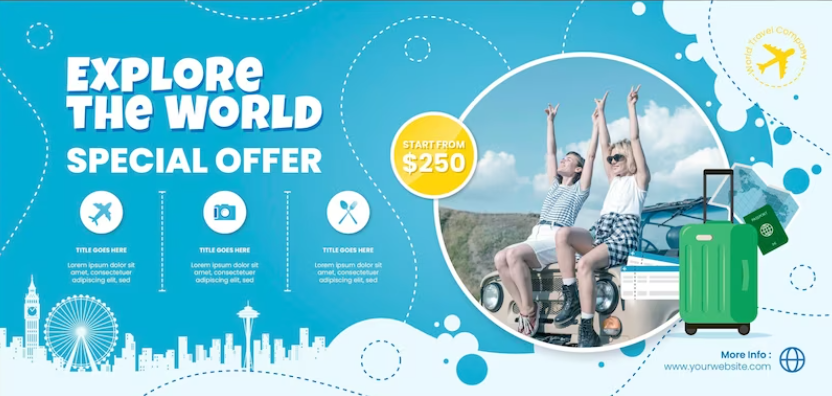 EXPLORE
THE WORLD
SPECIAL OFFER
TITLE GOES HERE
Lorem ipsum dolor sit
amet, consectetuer
adipiscing elit, sed
TITLE GOES HERE
Lorem ipsum dolor sit
amet, consectetuer
adipiscing elit, sed
TITLE GOES HERE
Lorem ipsum dolor sit
amet, consectetuer
adipiscing elit, sed
START FROM
$250
World Travel Company
PASSPORT
More Info :
www.yourwebsite.com